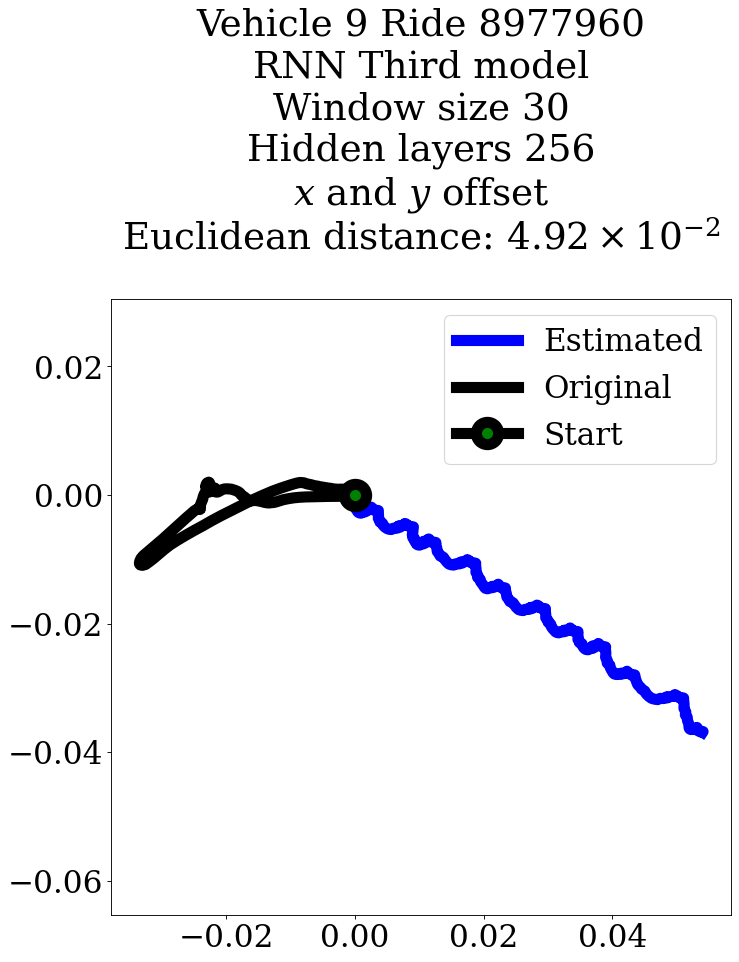 Vehicle 9 Ride 8977960
RNN Third model
Window size 30
Hidden layers 256
x and y offset
Euclidean distance: 4.92 × 10⁻²
Estimated
Original
Start
0.02
0.00
−0.02
−0.04
−0.06
−0.02 0.00 0.02 0.04